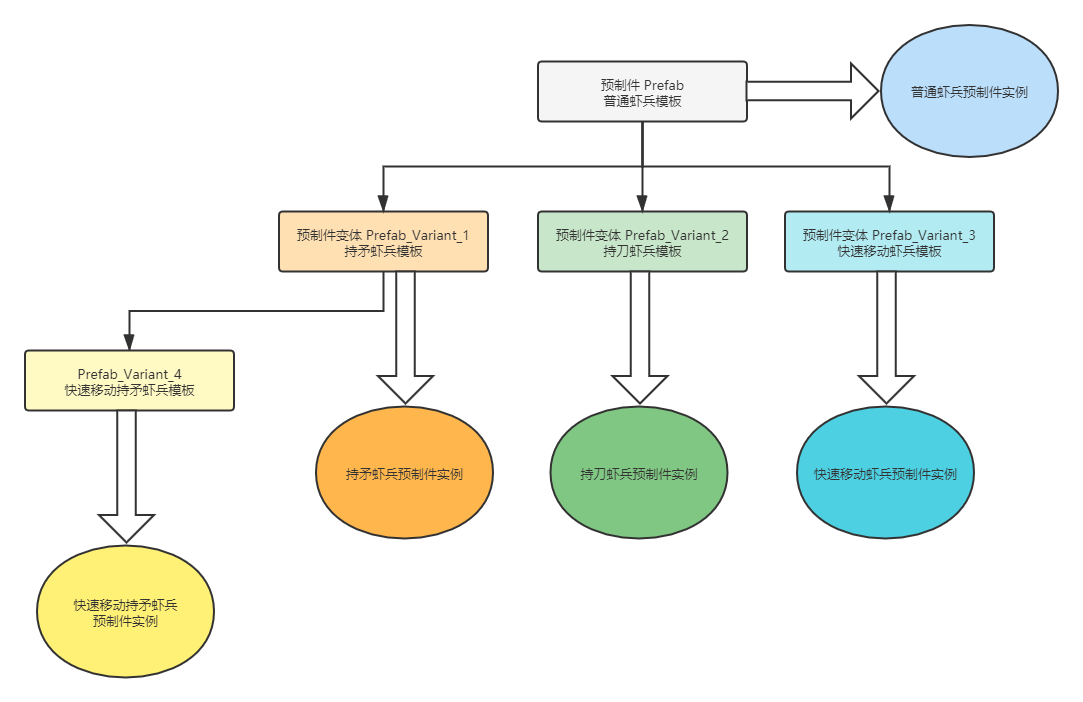 预制件 Prefab
普通虾兵模板
普通虾兵预制件实例
预制件变体 Prefab_Variant_1
持矛虾兵模板
预制件变体 Prefab_Variant_2
持刀虾兵模板
预制件变体 Prefab_Variant_3
快速移动虾兵模板
Prefab_Variant_4
快速移动持矛虾兵模板
持矛虾兵预制件实例
持刀虾兵预制件实例
快速移动虾兵预制件实例
快速移动持矛虾兵
预制件实例